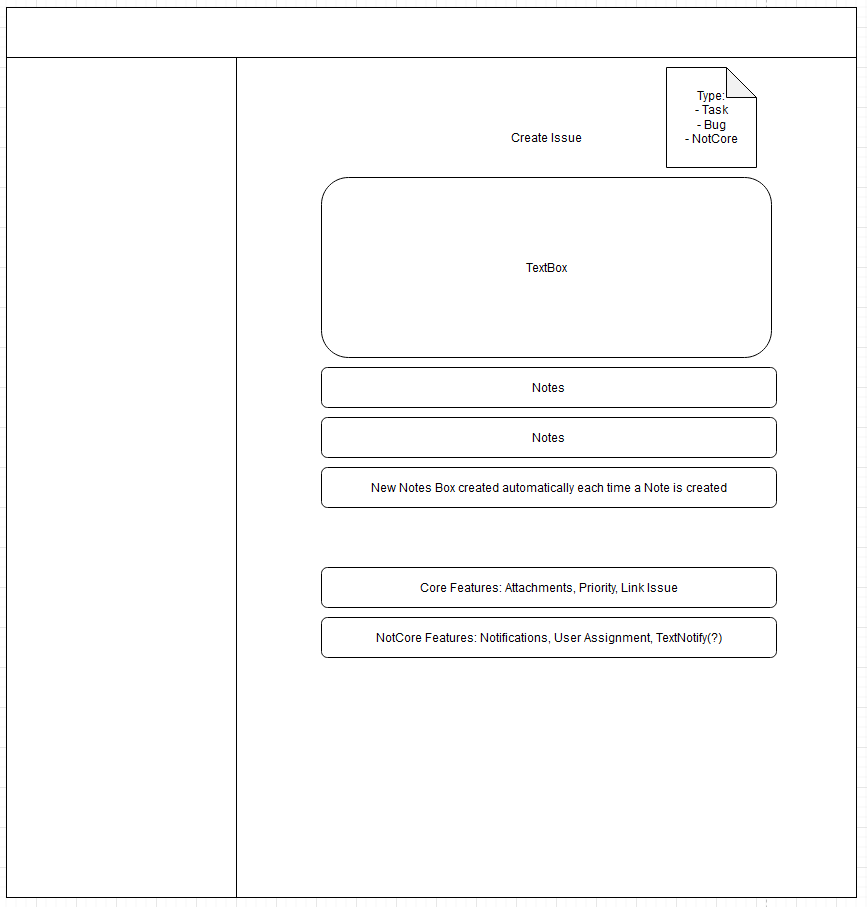 Type:
- Task
- Bug
- NotCore
Create Issue
TextBox
Notes
Notes
New Notes Box created automatically each time a Note is created
Core Features: Attachments, Priority, Link Issue
NotCore Features: Notifications, User Assignment, TextNotify(?)